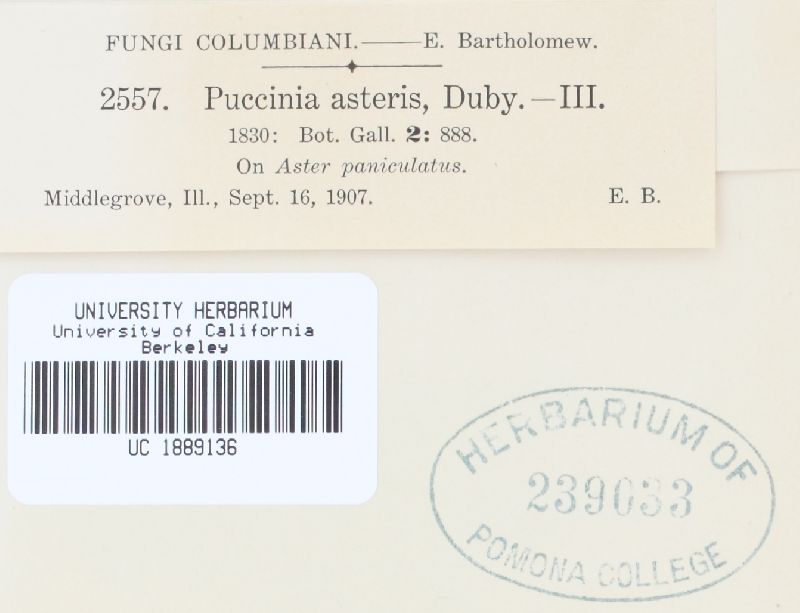 FUNGI COLUMBIANI.——E. Bartholomew.
2557. Puccinia asteris, Duby.—III.
1830: Bot. Gall. 2: 888.
On Aster paniculatus.
Middlegrove, Ill., Sept. 16, 1907. E. B.
UNIVERSITY HERBARIUM
University of California
Berkeley
UC 1889136
HERBARIUM OF
239033
POMONA COLLEGE